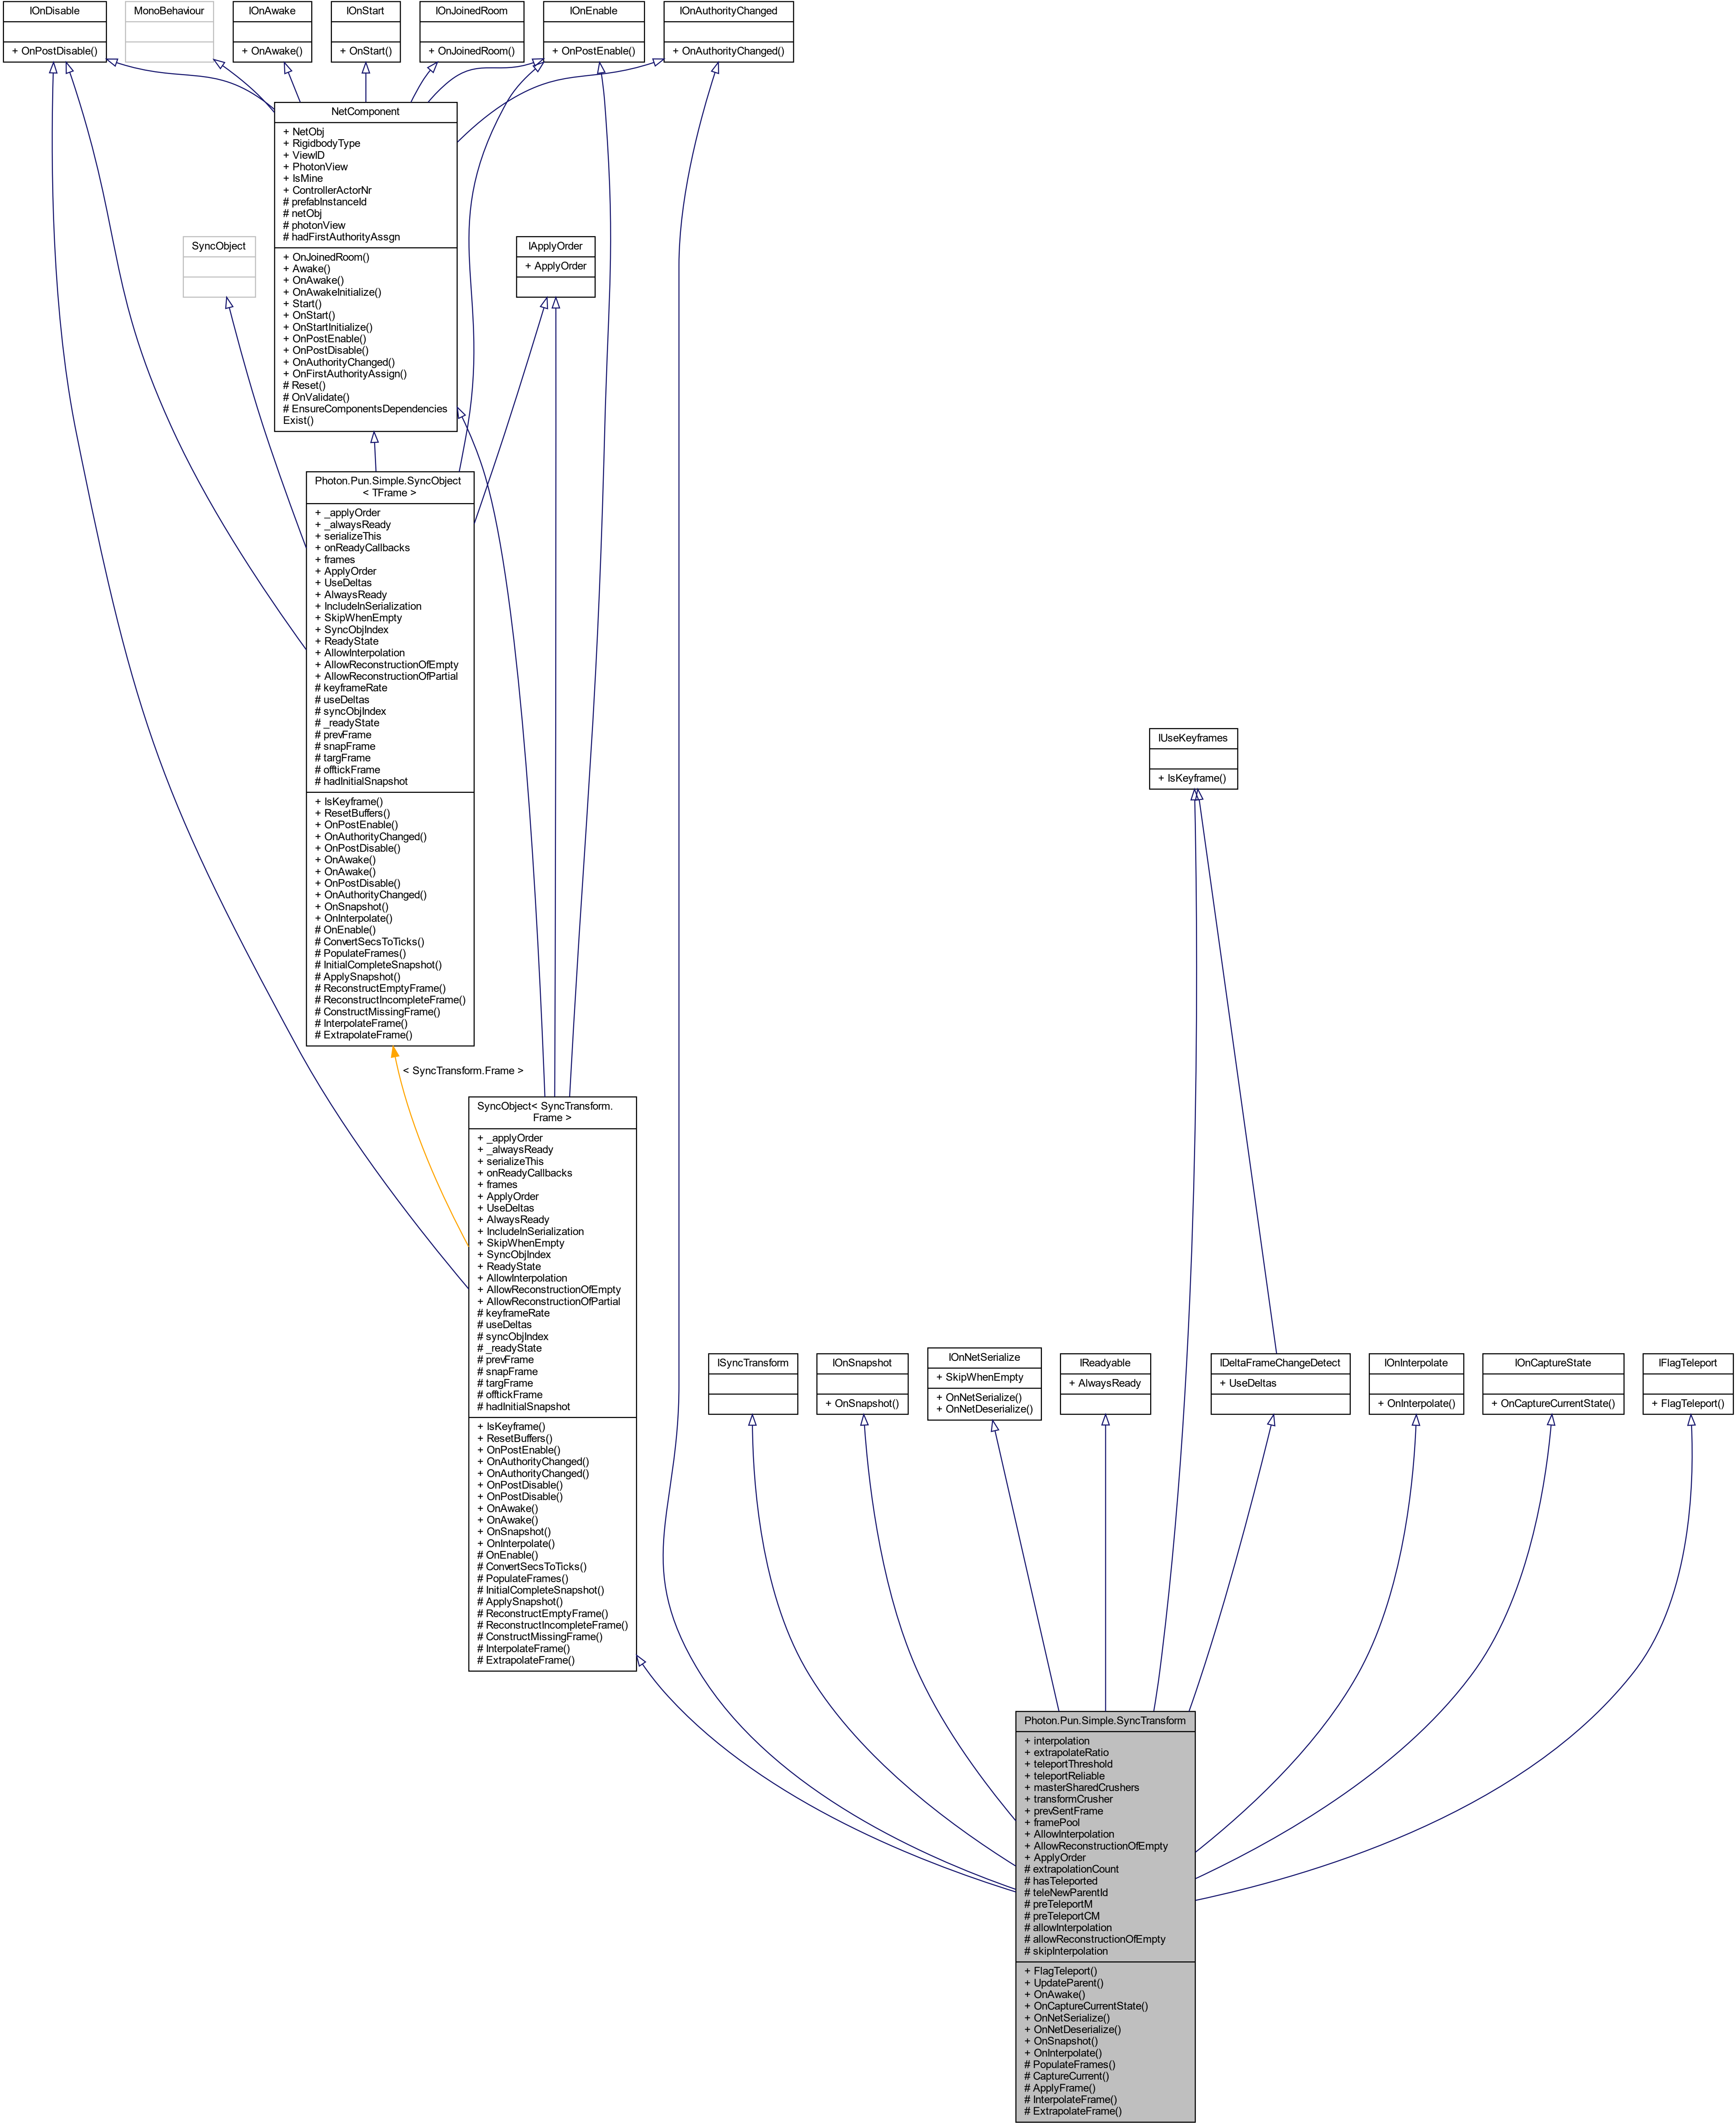 IOnDisable
+ OnPostDisable()
MonoBehaviour
IOnAwake
+ OnAwake()
IOnStart
+ OnStart()
IOnJoinedRoom
+ OnJoinedRoom()
IOnEnable
+ OnPostEnable()
IOnAuthorityChanged
+ OnAuthorityChanged()
NetComponent
+ NetObj
+ RigidbodyType
+ ViewID
+ PhotonView
+ IsMine
+ ControllerActorNr
# prefabInstanceId
# netObj
# photonView
# hadFirstAuthorityAssgn
+ OnJoinedRoom()
+ Awake()
+ OnAwake()
+ OnAwakeInitialize()
+ Start()
+ OnStart()
+ OnStartInitialize()
+ OnPostEnable()
+ OnPostDisable()
+ OnAuthorityChanged()
+ OnFirstAuthorityAssign()
# Reset()
# OnValidate()
# EnsureComponentsDependencies
Exist()
SyncObject
IApplyOrder
+ ApplyOrder
Photon.Pun.Simple.SyncObject
< TFrame >
+ _applyOrder
+ _alwaysReady
+ serializeThis
+ onReadyCallbacks
+ frames
+ ApplyOrder
+ UseDeltas
+ AlwaysReady
+ IncludeInSerialization
+ SkipWhenEmpty
+ SyncObjIndex
+ ReadyState
+ AllowInterpolation
+ AllowReconstructionOfEmpty
+ AllowReconstructionOfPartial
# keyframeRate
# useDeltas
# syncObjIndex
# _readyState
# prevFrame
# snapFrame
# targFrame
# offtickFrame
# hadInitialSnapshot
+ IsKeyframe()
+ ResetBuffers()
+ OnPostEnable()
+ OnAuthorityChanged()
+ OnPostDisable()
+ OnAwake()
+ OnAwake()
+ OnPostDisable()
+ OnAuthorityChanged()
+ OnSnapshot()
+ OnInterpolate()
# OnEnable()
# ConvertSecsToTicks()
# PopulateFrames()
# InitialCompleteSnapshot()
# ApplySnapshot()
# ReconstructEmptyFrame()
# ReconstructIncompleteFrame()
# ConstructMissingFrame()
# InterpolateFrame()
# ExtrapolateFrame()
IUseKeyframes
+ IsKeyframe()
< SyncTransform.Frame >
SyncObject< SyncTransform.
Frame >
+ _applyOrder
+ _alwaysReady
+ serializeThis
+ onReadyCallbacks
+ frames
+ ApplyOrder
+ UseDeltas
+ AlwaysReady
+ IncludeInSerialization
+ SkipWhenEmpty
+ SyncObjIndex
+ ReadyState
+ AllowInterpolation
+ AllowReconstructionOfEmpty
+ AllowReconstructionOfPartial
# keyframeRate
# useDeltas
# syncObjIndex
# _readyState
# prevFrame
# snapFrame
# targFrame
# offtickFrame
# hadInitialSnapshot
+ IsKeyframe()
+ ResetBuffers()
+ OnPostEnable()
+ OnAuthorityChanged()
+ OnAuthorityChanged()
+ OnPostDisable()
+ OnPostDisable()
+ OnAwake()
+ OnAwake()
+ OnSnapshot()
+ OnInterpolate()
# OnEnable()
# ConvertSecsToTicks()
# PopulateFrames()
# InitialCompleteSnapshot()
# ApplySnapshot()
# ReconstructEmptyFrame()
# ReconstructIncompleteFrame()
# ConstructMissingFrame()
# InterpolateFrame()
# ExtrapolateFrame()
ISyncTransform
IOnSnapshot
+ OnSnapshot()
IOnNetSerialize
+ SkipWhenEmpty
+ OnNetSerialize()
+ OnNetDeserialize()
IReadyable
+ AlwaysReady
IDeltaFrameChangeDetect
+ UseDeltas
IOnInterpolate
+ OnInterpolate()
IOnCaptureState
+ OnCaptureCurrentState()
IFlagTeleport
+ FlagTeleport()
Photon.Pun.Simple.SyncTransform
+ interpolation
+ extrapolateRatio
+ teleportThreshold
+ teleportReliable
+ masterSharedCrushers
+ transformCrusher
+ prevSentFrame
+ framePool
+ AllowInterpolation
+ AllowReconstructionOfEmpty
+ ApplyOrder
# extrapolationCount
# hasTeleported
# teleNewParentId
# preTeleportM
# preTeleportCM
# allowInterpolation
# allowReconstructionOfEmpty
# skipInterpolation
+ FlagTeleport()
+ UpdateParent()
+ OnAwake()
+ OnCaptureCurrentState()
+ OnNetSerialize()
+ OnNetDeserialize()
+ OnSnapshot()
+ OnInterpolate()
# PopulateFrames()
# CaptureCurrent()
# ApplyFrame()
# InterpolateFrame()
# ExtrapolateFrame()